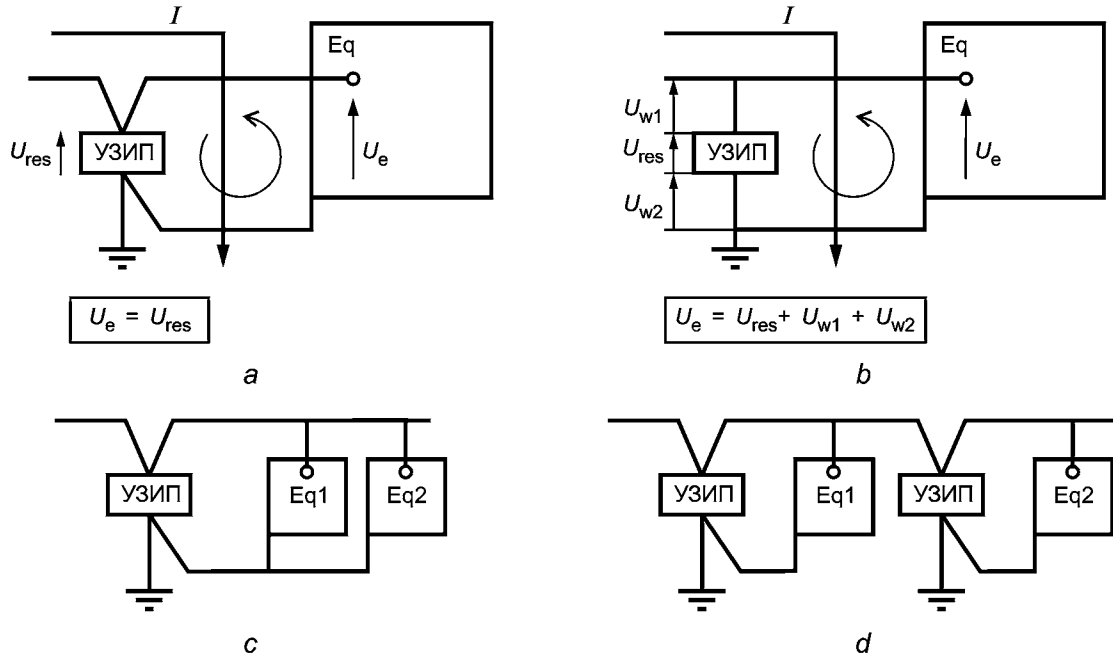 I
Eq
U_res
УЗИП
U_e
U_e = U_res
a
I
Eq
U_w1
U_res
УЗИП
U_e
U_w2
U_e = U_res + U_w1 + U_w2
b
УЗИП
Eq1
Eq2
c
УЗИП
Eq1
УЗИП
Eq2
d